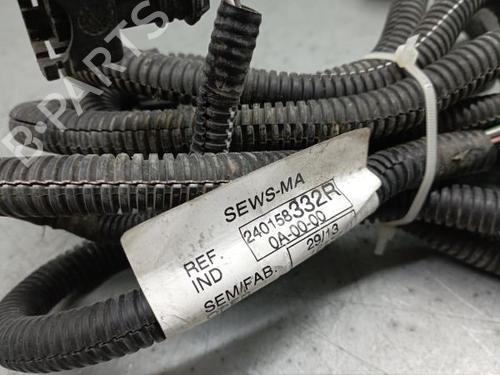 B-PARTS
SEWS-MA
REF. 240158332R
IND 0A-00-00
SEM/FAB. 29/13